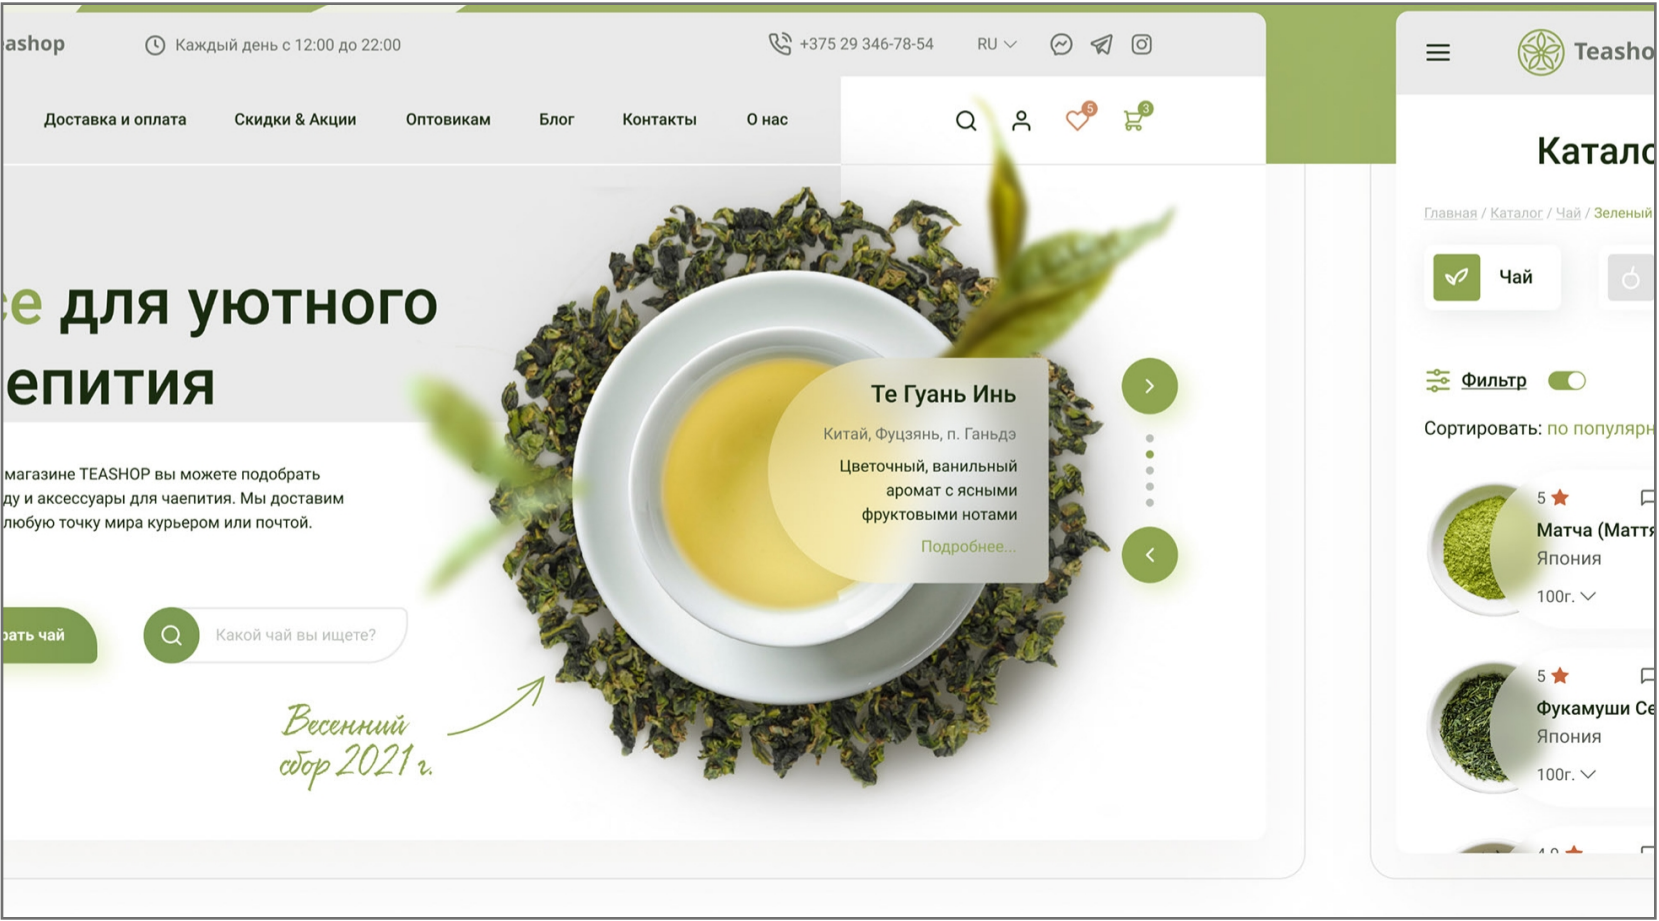 ashop
Каждый день с 12:00 до 22:00
+375 29 346-78-54
RU
Доставка и оплата
Скидки & Акции
Оптовикам
Блог
Контакты
О нас
5
3
се для уютного
епития
магазине TEASHOP вы можете подобрать
ду и аксессуары для чаепития. Мы доставим
любую точку мира курьером или почтой.
рать чай
Какой чай вы ищете?
Весенний
сбор 2021 г.
Те Гуань Инь
Китай, Фуцзянь, п. Ганьдэ
Цветочный, ванильный
аромат с ясными
фруктовыми нотами
Подробнее...
Teasho
Катало
Главная / Каталог / Чай / Зеленый
Чай
Фильтр
Сортировать: по популярн
5
Матча (Маття
Япония
100г.
5
Фукамуши Се
Япония
100г.